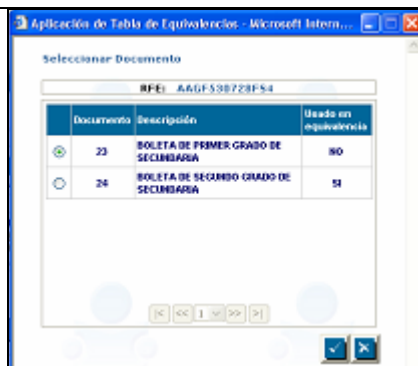 Aplicación de Tabla de Equivalencias - Microsoft Intern...
Seleccionar Documento
RFE: AAGF530728FS4
Documento Descripción Usado en
equivalencia
23 BOLETA DE PRIMER GRADO DE
SECUNDARIA NO
24 BOLETA DE SEGUNDO GRADO DE
SECUNDARIA SI
|< << 1 >> >|